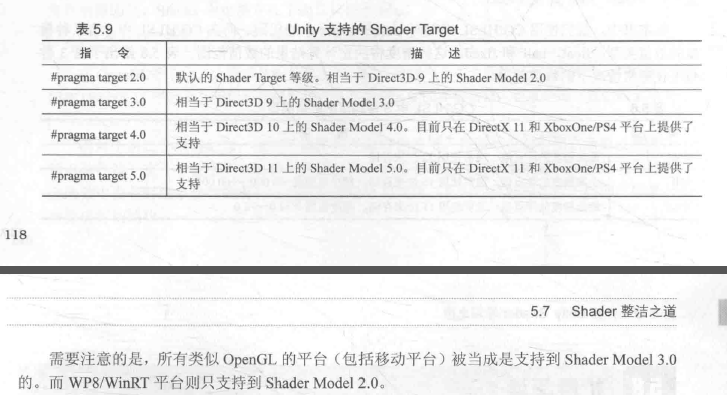 表 5.9 Unity 支持的 Shader Target
指 令 描 述
#pragma target 2.0 默认的 Shader Target 等级。相当于 Direct3D 9 上的 Shader Model 2.0
#pragma target 3.0 相当于 Direct3D 9 上的 Shader Model 3.0
#pragma target 4.0 相当于 Direct3D 10 上的 Shader Model 4.0。目前只在 DirectX 11 和 XboxOne/PS4 平台上提供了
支持
#pragma target 5.0 相当于 Direct3D 11 上的 Shader Model 5.0。目前只在 DirectX 11 和 XboxOne/PS4 平台上提供了
支持
118
5.7 Shader 整洁之道
需要注意的是，所有类似 OpenGL 的平台（包括移动平台）被当成是支持到 Shader Model 3.0
的。而 WP8/WinRT 平台则只支持到 Shader Model 2.0。